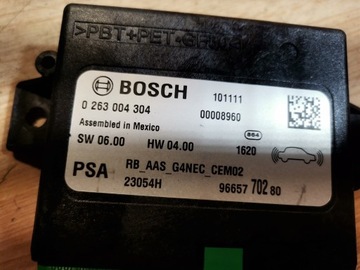 >PBT+PET-GF30<
BOSCH
101111
0 263 004 304
00008960
Assembled in Mexico
864
SW 06.00 HW 04.00 1620
PSA RB_AAS_G4NEC_CEM02
23054H
96657 702 80